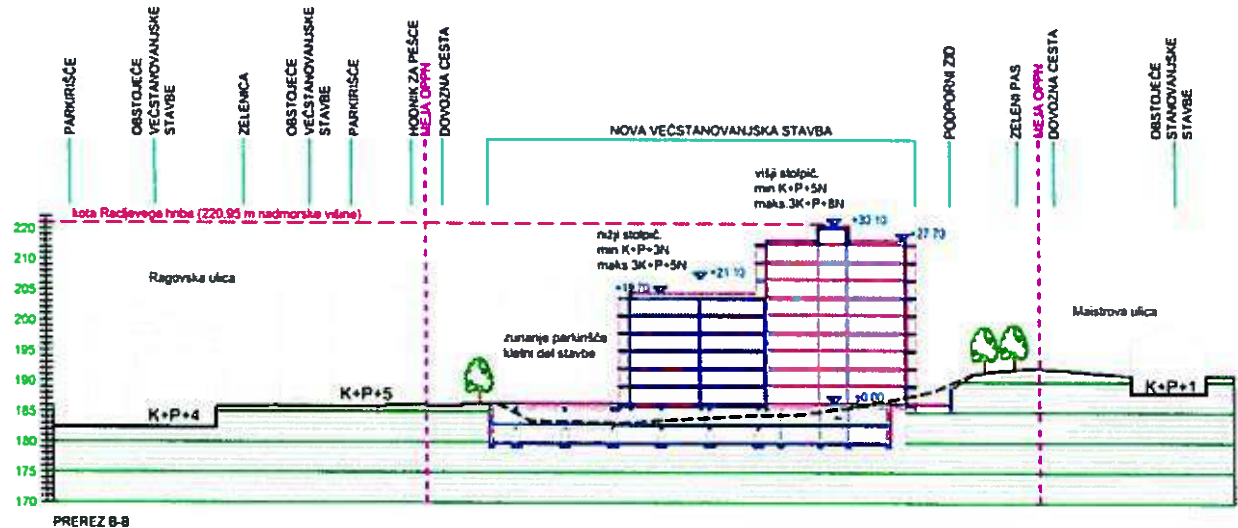 PARKIRIŠČE
OBSTOJEČE
VEČSTANOVANJSKE
STAVBE
ZELENICA
OBSTOJEČE
VEČSTANOVANJSKE
STAVBE
PARKIRIŠČE
HODNIK ZA PEŠCE
MEJA OPPN
DOVOZNA CESTA
NOVA VEČSTANOVANJSKA STAVBA
PODPORNI ZID
ZELENI PAS
MEJA OPPN
DOVOZNA CESTA
OBSTOJEČE
STANOVANJSKE
STAVBE
višji stolpič.
min K+P+5N
maks.3K+P+8N
kota Raclјevega hriba (220,95 m nadmorske višine)
+33.10
+27.70
nižji stolpič.
min K+P+3N
maks 3K+P+5N
+21.10
Ragovska ulica
Maistrova ulica
zunanje parkirišče
kletni del stavbe
±0.00
K+P+4
K+P+5
K+P+1
220
215
210
205
200
195
190
185
180
175
170
PREREZ B-B